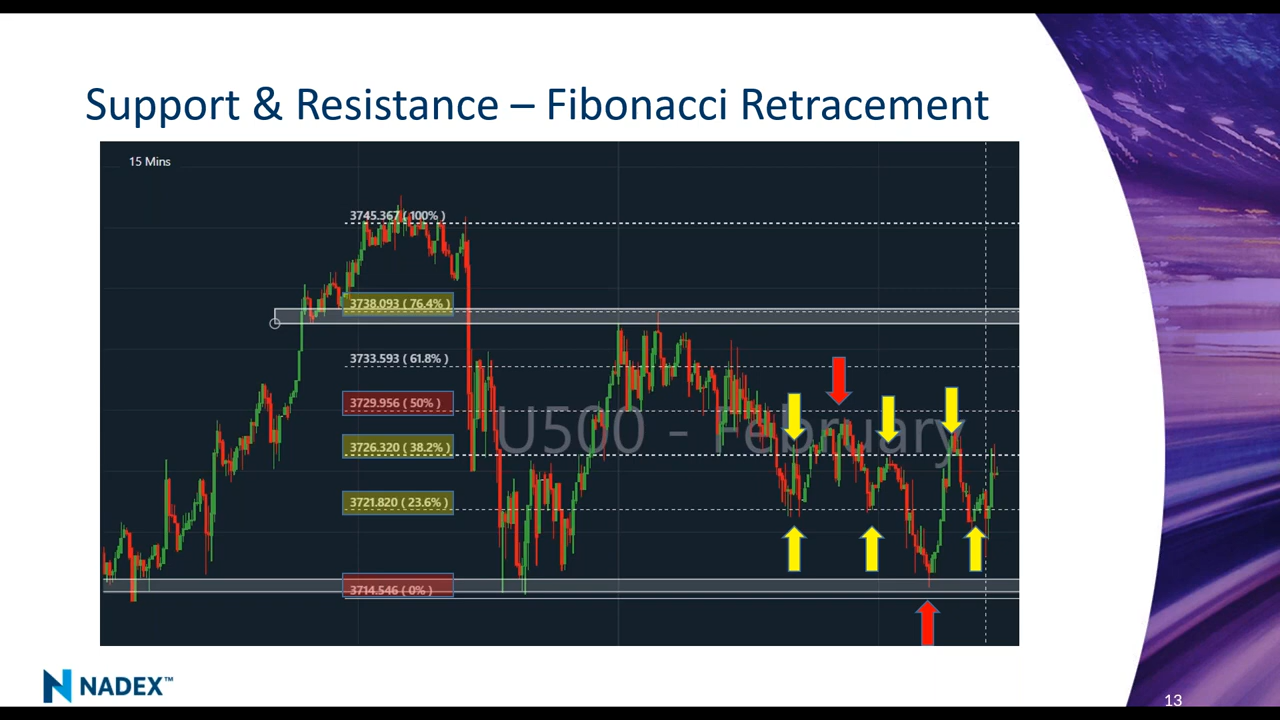 Support & Resistance – Fibonacci Retracement
15 Mins
3745.367 ( 100% )
3738.093 ( 76.4% )
3733.593 ( 61.8% )
3729.956 ( 50% )
U500 - February
3726.320 ( 38.2% )
3721.820 ( 23.6% )
3714.546 ( 0% )
NADEX™
13